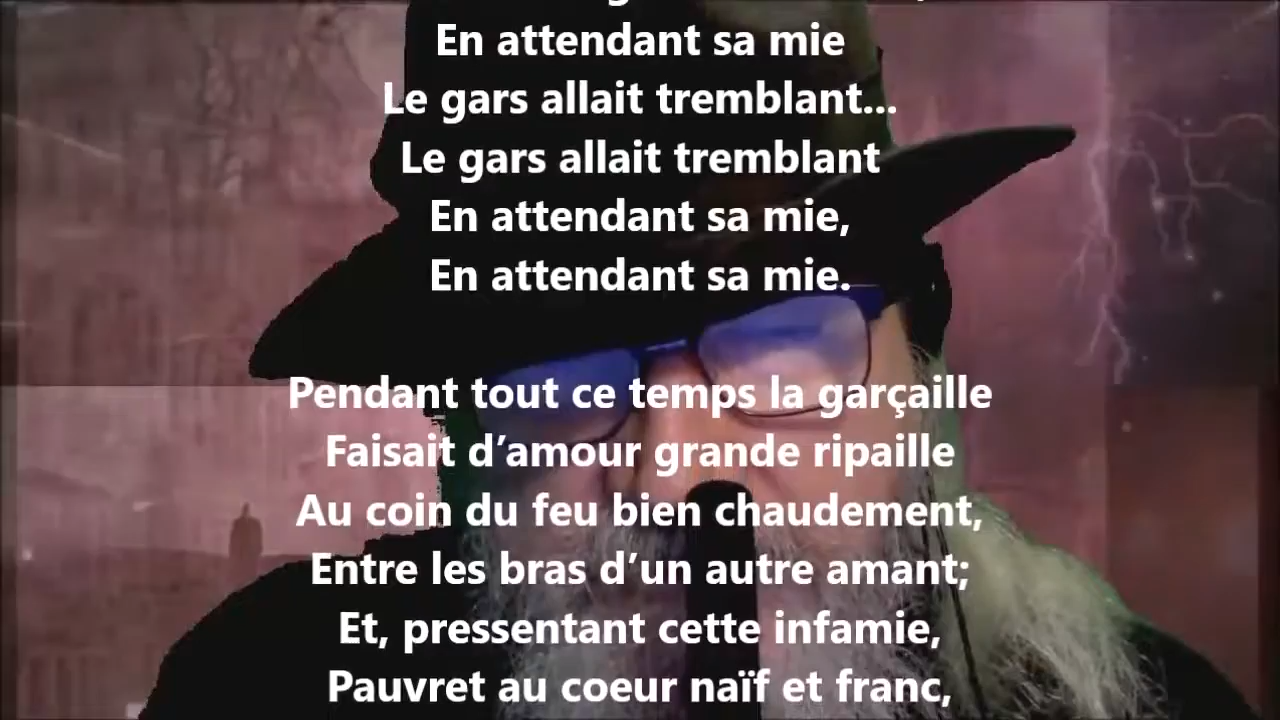 En attendant sa mie
Le gars allait tremblant...
Le gars allait tremblant
En attendant sa mie,
En attendant sa mie.
Pendant tout ce temps la garçaille
Faisait d’amour grande ripaille
Au coin du feu bien chaudement,
Entre les bras d’un autre amant;
Et, pressentant cette infamie,
Pauvret au coeur naïf et franc,